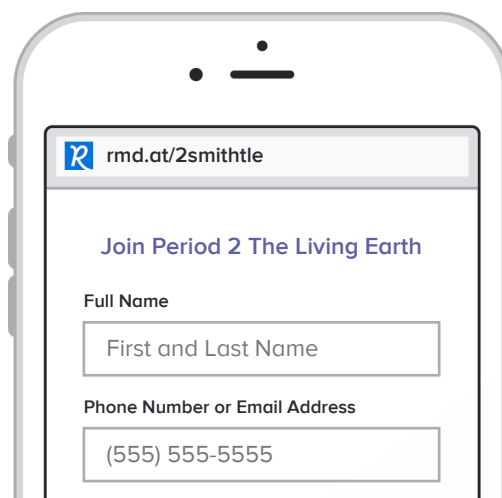 rmd.at/2smithtle
Join Period 2 The Living Earth
Full Name
First and Last Name
Phone Number or Email Address
(555) 555-5555